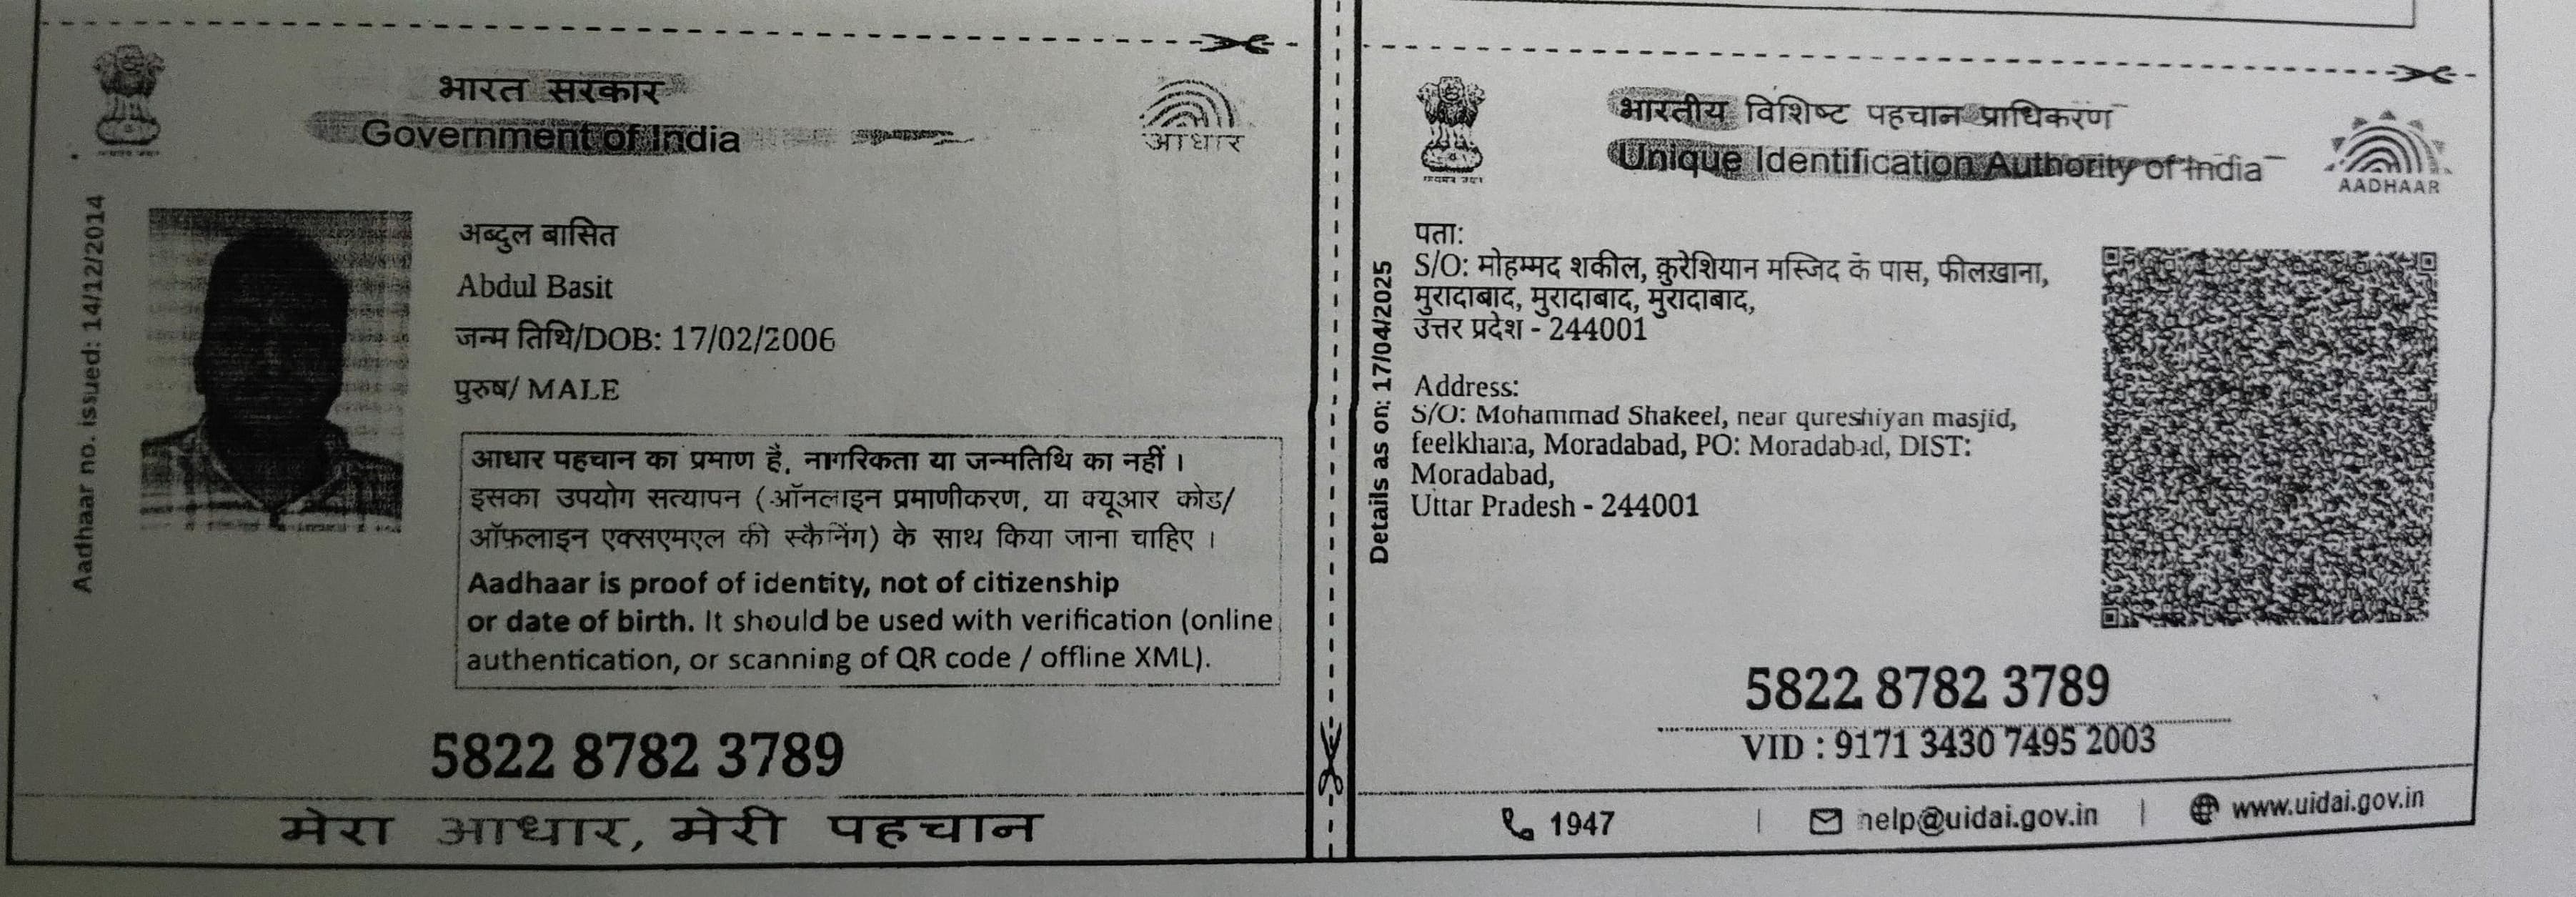 भारत सरकार
Government of India
आधार
Aadhaar no. issued: 14/12/2014
अब्दुल बासित
Abdul Basit
जन्म तिथि/DOB: 17/02/2006
पुरुष/ MALE
आधार पहचान का प्रमाण है, नागरिकता या जन्मतिथि का नहीं ।
इसका उपयोग सत्यापन (ऑनलाइन प्रमाणीकरण, या क्यूआर कोड/
ऑफ़लाइन एक्सएमएल की स्कैनिंग) के साथ किया जाना चाहिए ।
Aadhaar is proof of identity, not of citizenship
or date of birth. It should be used with verification (online
authentication, or scanning of QR code / offline XML).
5822 8782 3789
मेरा आधार, मेरी पहचान
भारतीय विशिष्ट पहचान प्राधिकरण
Unique Identification Authority of India
AADHAAR
Details as on: 17/04/2025
पता:
S/O: मोहम्मद शकील, क़ुरेशियान मस्जिद के पास, फीलखाना,
मुरादाबाद, मुरादाबाद, मुरादाबाद,
उत्तर प्रदेश - 244001
Address:
S/O: Mohammad Shakeel, near qureshiyan masjid,
feelkhana, Moradabad, PO: Moradabad, DIST:
Moradabad,
Uttar Pradesh - 244001
5822 8782 3789
VID : 9171 3430 7495 2003
1947 | help@uidai.gov.in | www.uidai.gov.in